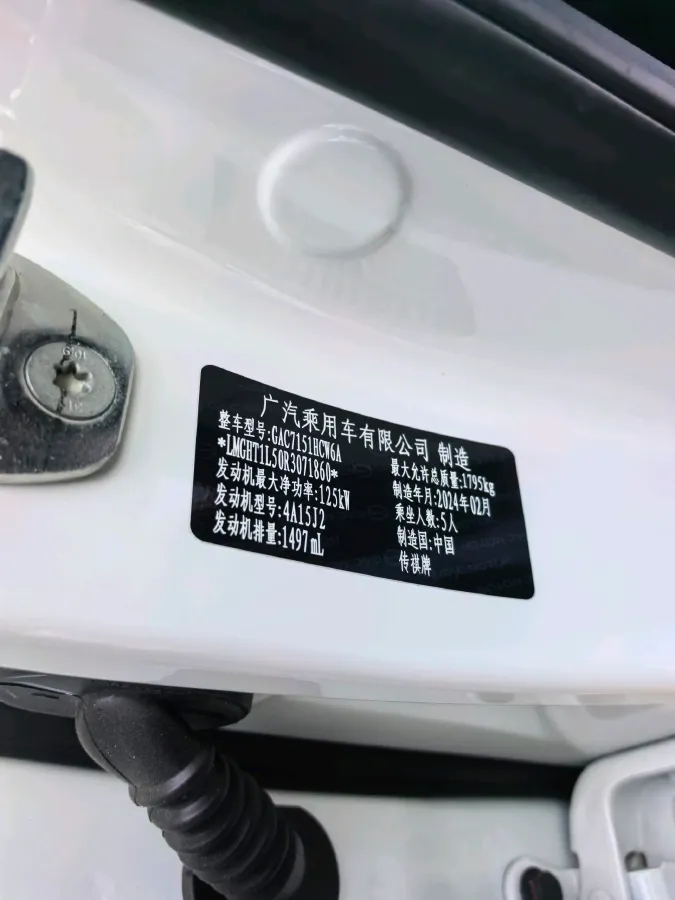 广汽乘用车有限公司 制造
整车型号:GAC7151HCW6A
*LMGHT1L50R3071860*
发动机最大净功率:125kW
发动机型号:4A15J2
发动机排量:1497mL
最大允许总质量:1795kg
制造年月:2024年02月
乘坐人数:5人
制造国:中国
传祺牌